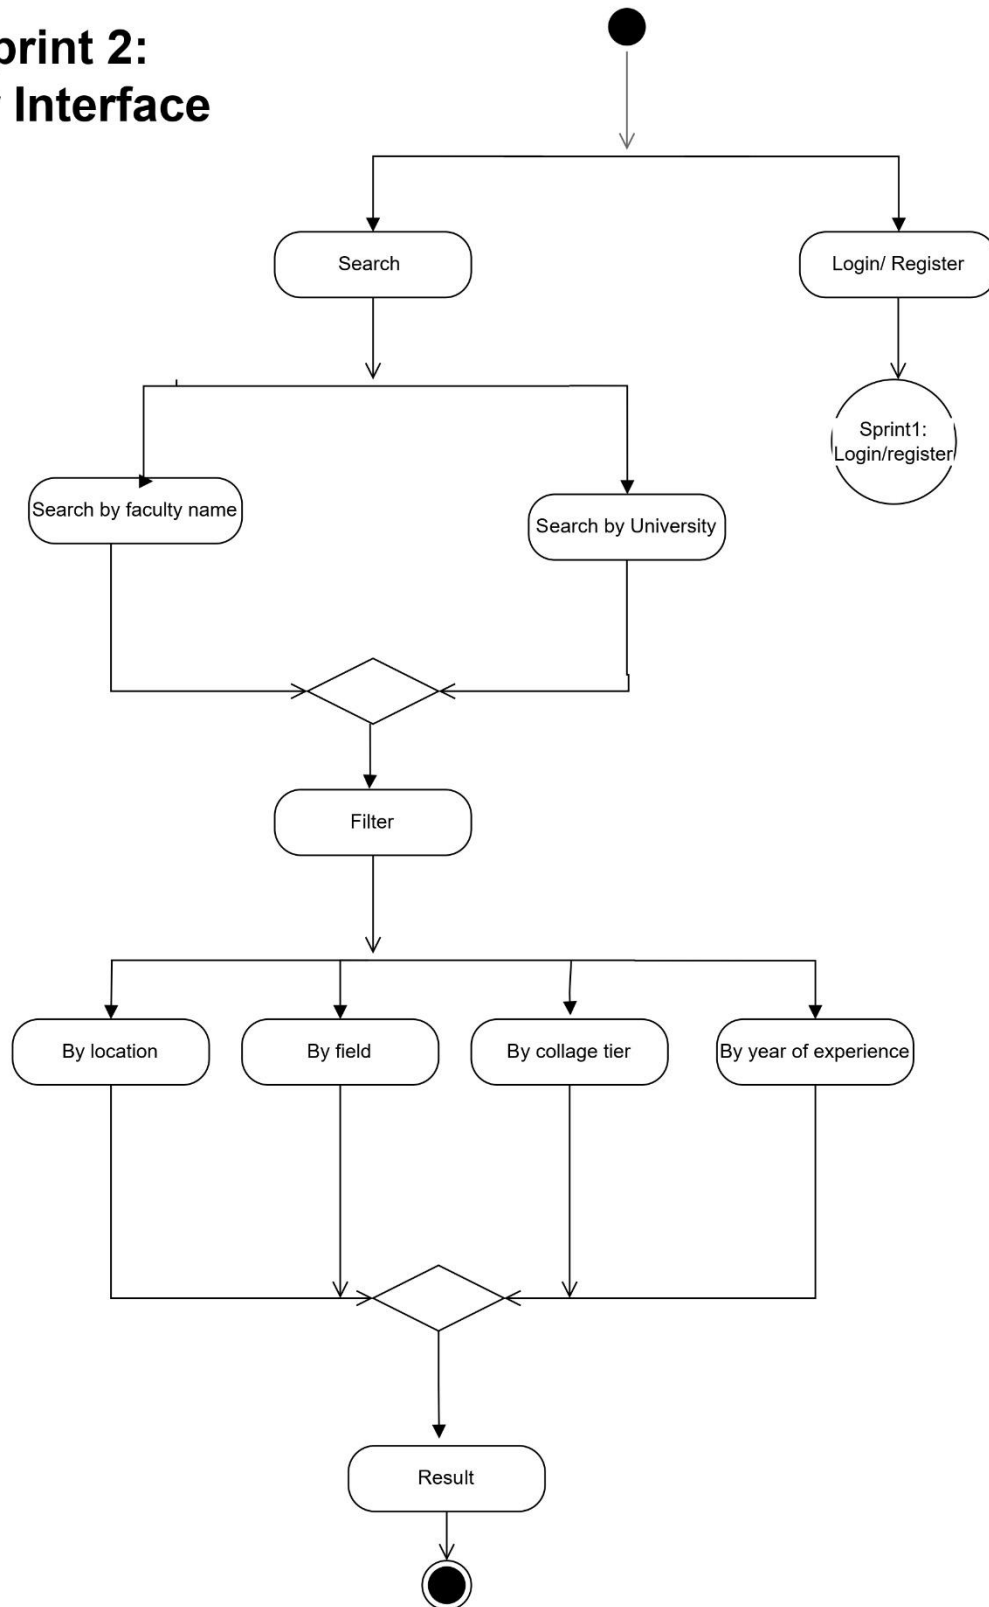 print 2:
Interface
Search
Login/ Register
Sprint1:
Login/register
Search by faculty name
Search by University
Filter
By location
By field
By collage tier
By year of experience
Result